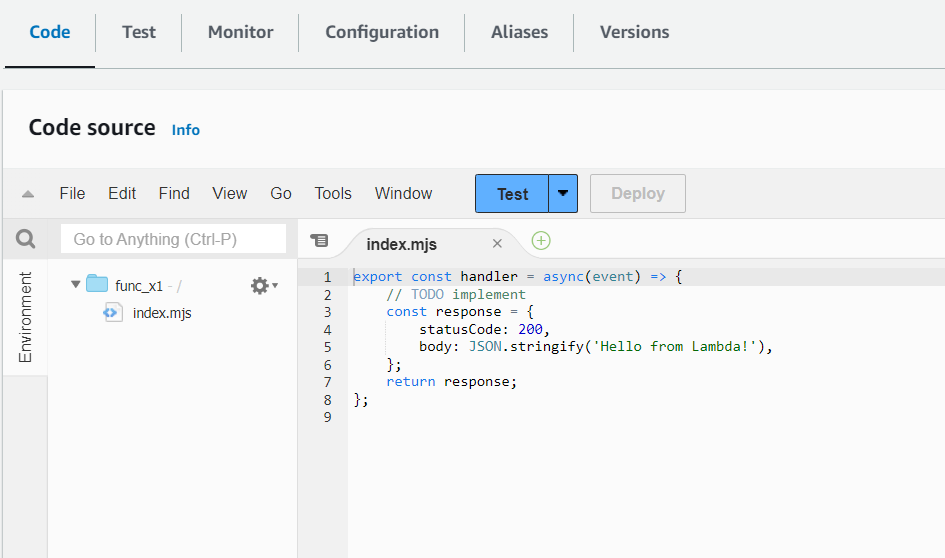 Code Test Monitor Configuration Aliases Versions
Code source Info
File Edit Find View Go Tools Window Test Deploy
Go to Anything (Ctrl-P)
index.mjs ×
Environment
func_x1 - /
index.mjs
1 export const handler = async(event) => {
2     // TODO implement
3     const response = {
4         statusCode: 200,
5         body: JSON.stringify('Hello from Lambda!'),
6     };
7     return response;
8 };
9